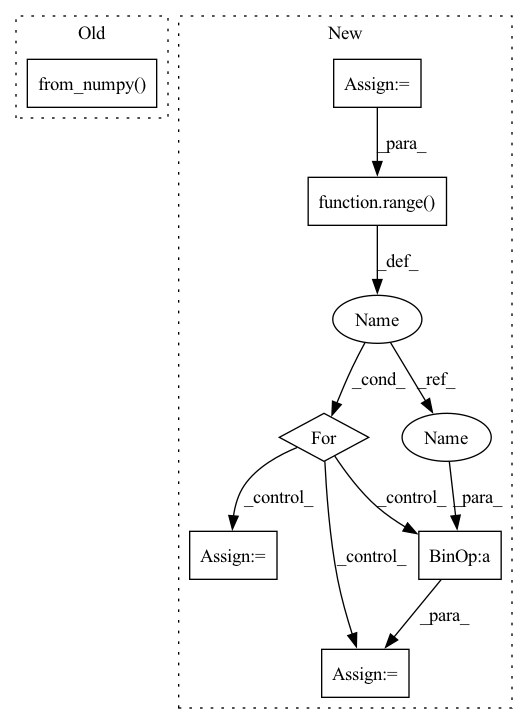 Old
New
from_numpy()
Assign:=
_para_
function.range()
_def_
Name
_cond_
_ref_
For
Name
_control_
_control_
_para_
Assign:=
_control_
BinOp:a
_para_
Assign:=